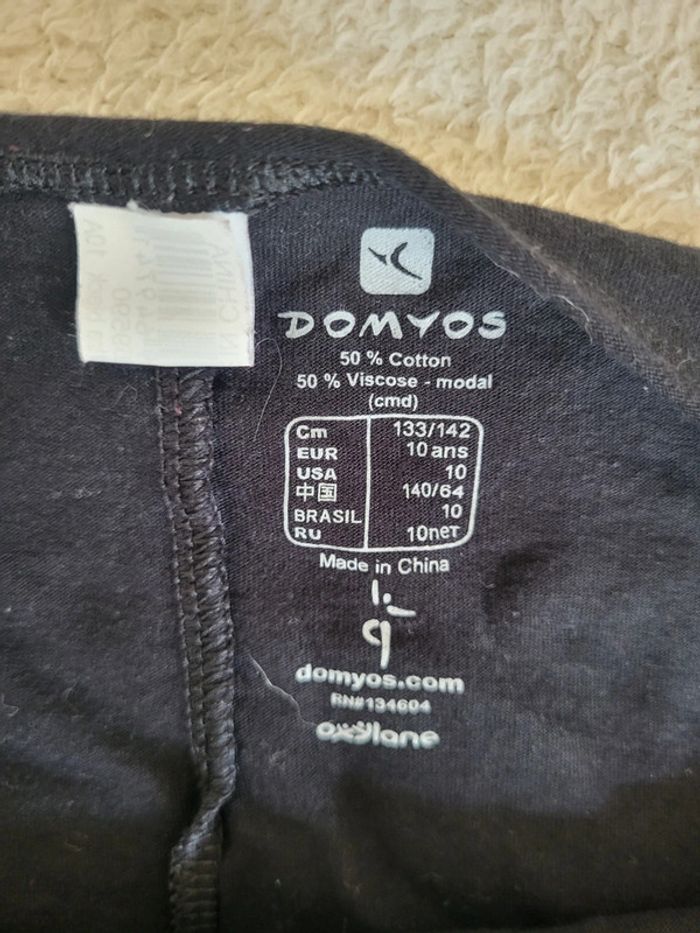 DOMYOS
50 % Cotton
50 % Viscose - modal
(cmd)
Cm 133/142
EUR 10 ans
USA 10
中国 140/64
BRASIL 10
RU 10лет
Made in China
domyos.com
RN#134604
oxylane